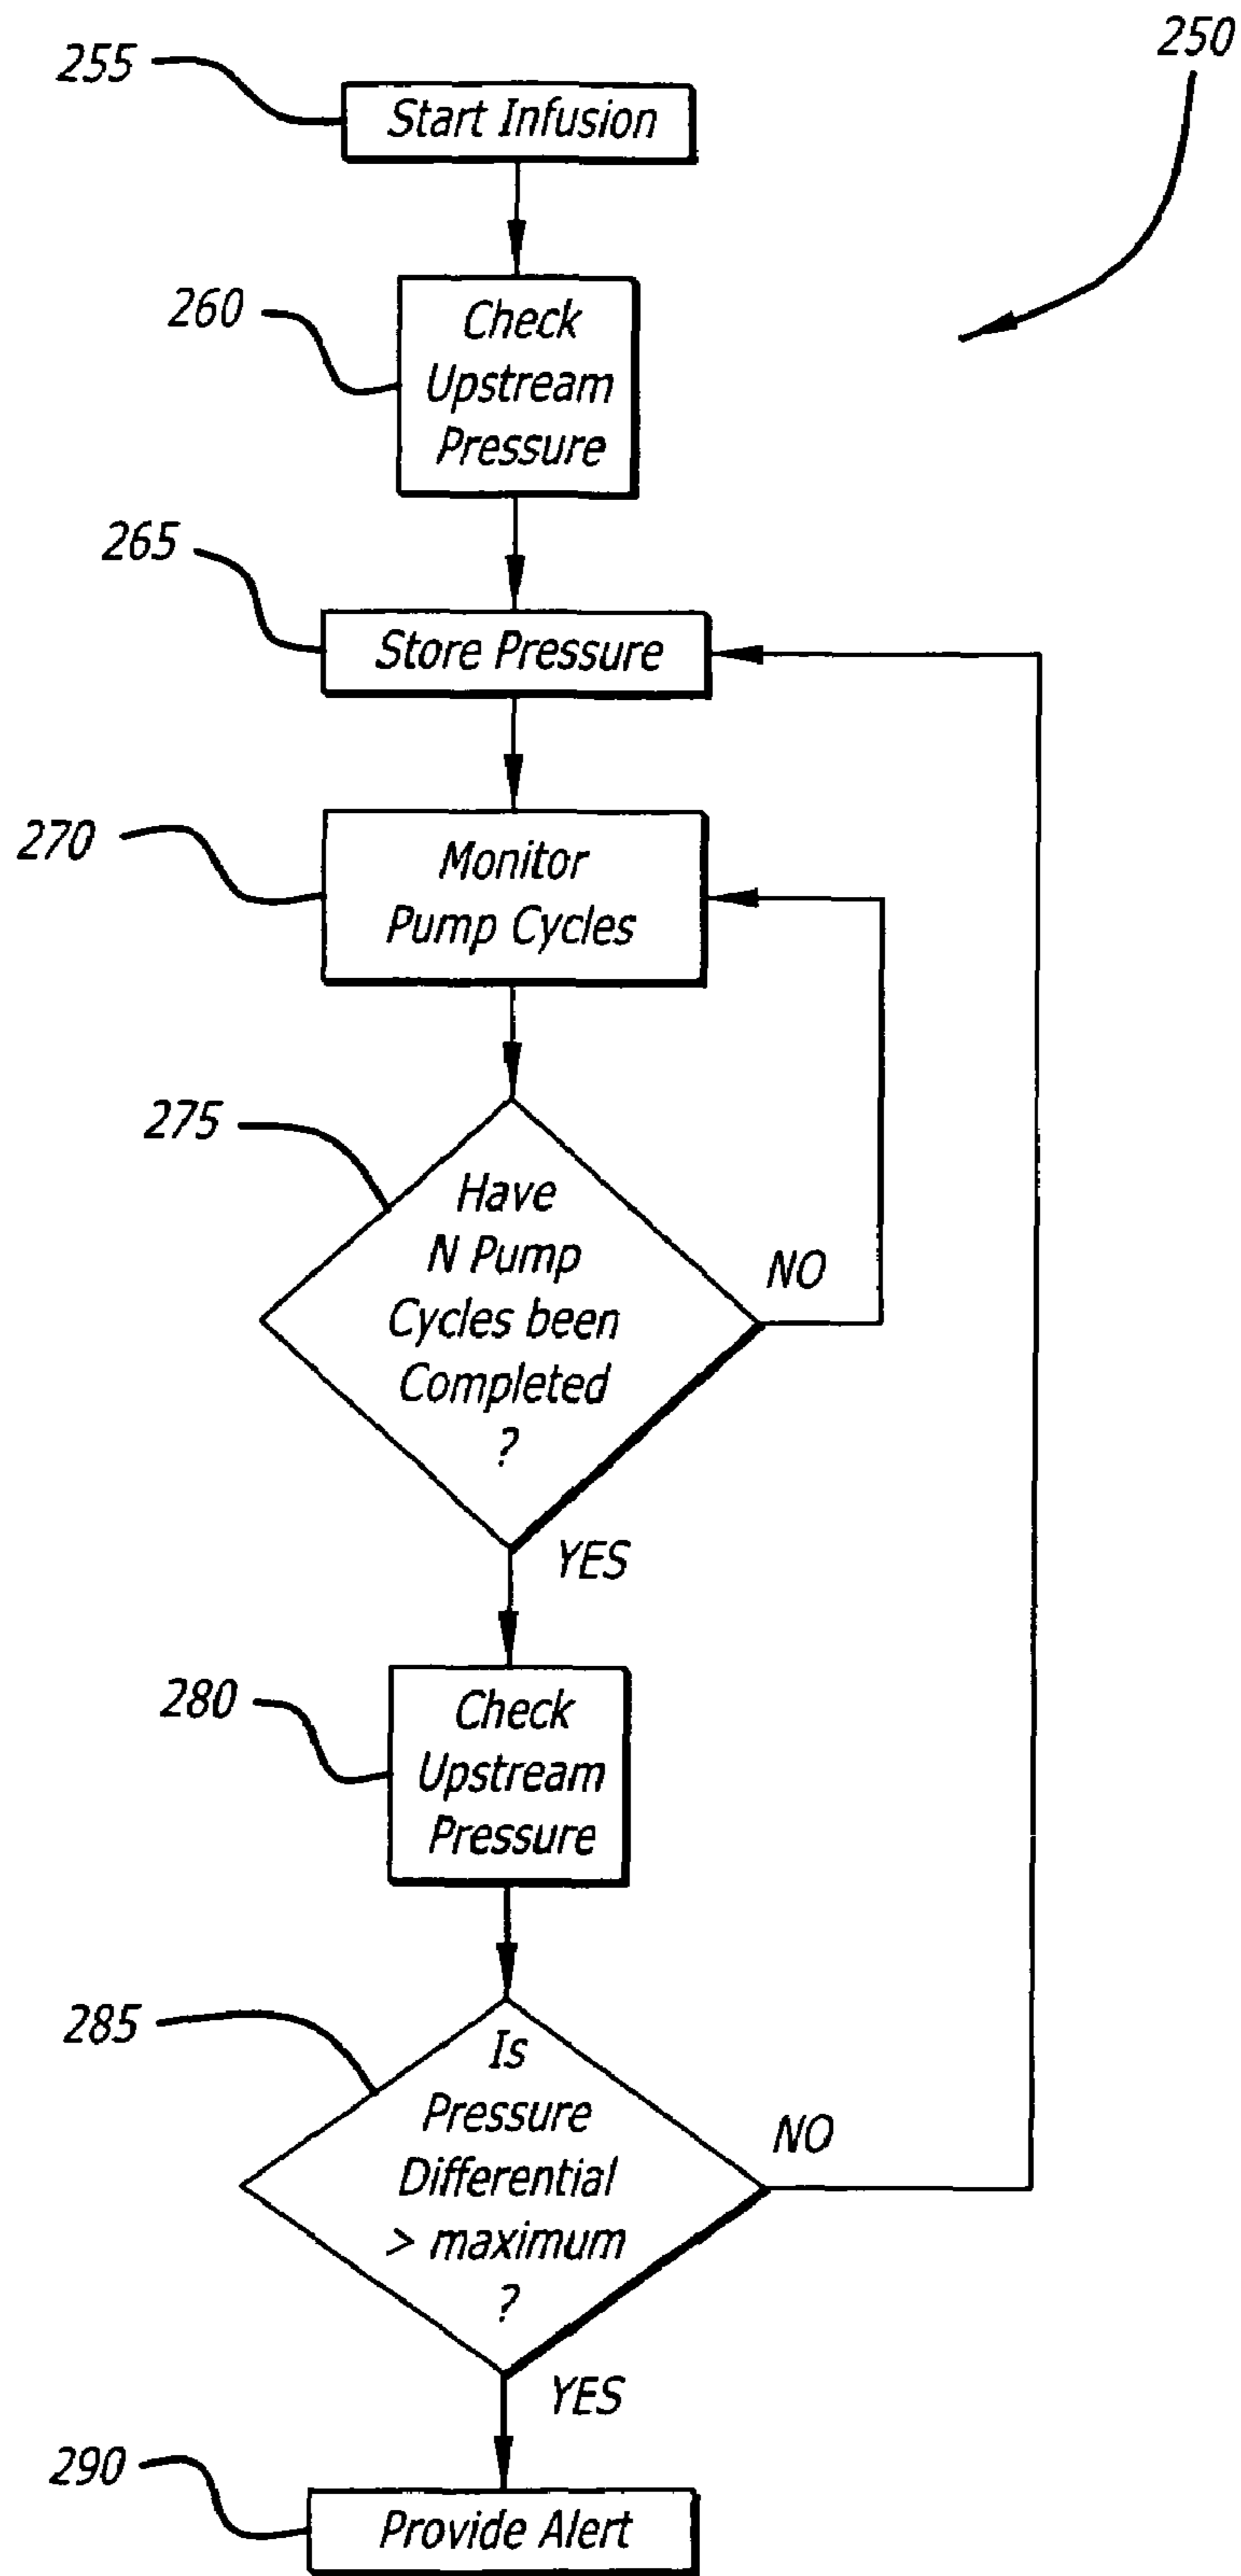 250
255
Start Infusion
260
Check
Upstream
Pressure
265
Store Pressure
270
Monitor
Pump Cycles
275
Have
N Pump
Cycles been
Completed
?
NO
YES
280
Check
Upstream
Pressure
285
Is
Pressure
Differential
> maximum
?
NO
YES
290
Provide Alert